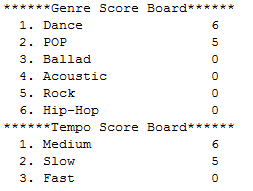 ******Genre Score Board******
1. Dance 6
2. POP 5
3. Ballad 0
4. Acoustic 0
5. Rock 0
6. Hip-Hop 0
******Tempo Score Board******
1. Medium 6
2. Slow 5
3. Fast 0